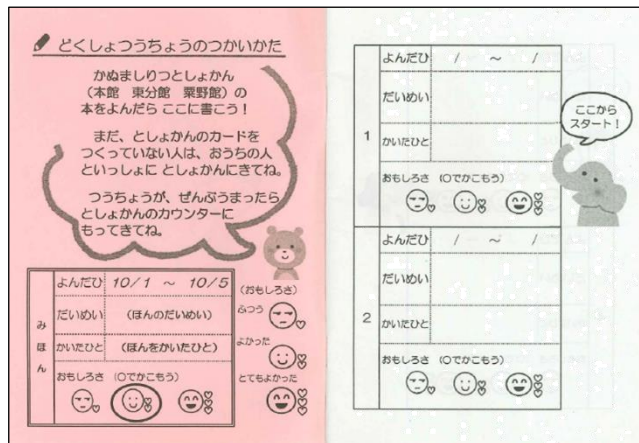 どくしょつうちょうのつかいかた
かぬましりつとしょかん
（本館　東分館　粟野館）の
本をよんだら ここに書こう！
まだ、としょかんのカードを
つくっていない人は、おうちの人
といっしょに としょかんにきてね。
つうちょうが、ぜんぶうまったら
としょかんのカウンターに
もってきてね。
みほん
よんだひ 10/1 ～ 10/5
だいめい （ほんのだいめい）
かいたひと （ほんをかいたひと）
おもしろさ （○でかこもう）
（おもしろさ）
ふつう
よかった
とてもよかった
1
よんだひ / ～ /
だいめい
かいたひと
おもしろさ （○でかこもう）
ここから
スタート！
2
よんだひ / ～ /
だいめい
かいたひと
おもしろさ （○でかこもう）